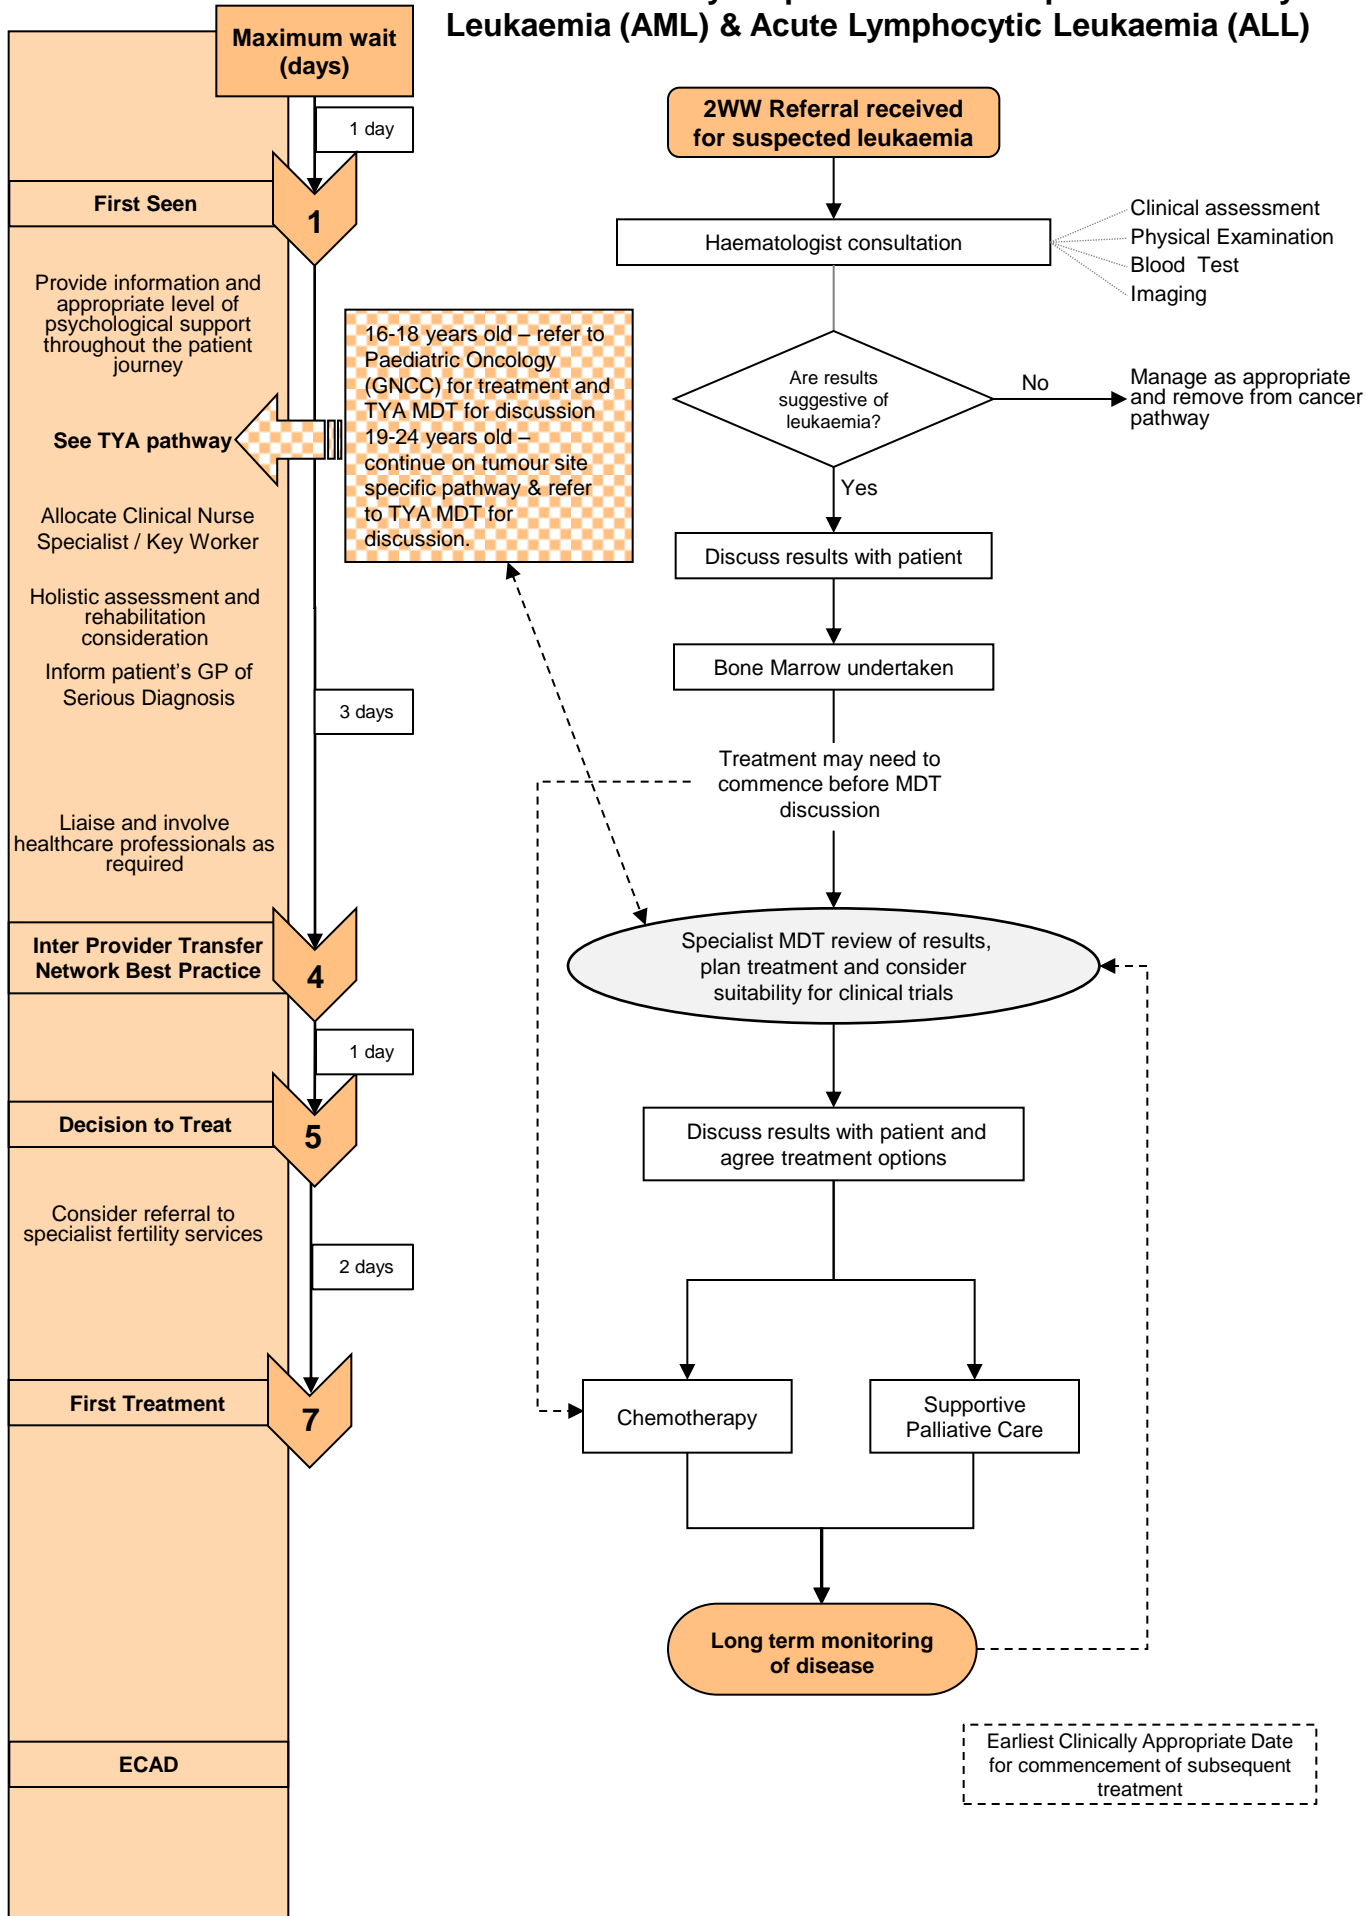 Leukaemia (AML) & Acute Lymphocytic Leukaemia (ALL)
Maximum wait
(days)
1 day
First Seen
1
Provide information and
appropriate level of
psychological support
throughout the patient
journey
See TYA pathway
Allocate Clinical Nurse
Specialist / Key Worker
Holistic assessment and
rehabilitation
consideration
Inform patient's GP of
Serious Diagnosis
3 days
Liaise and involve
healthcare professionals as
required
Inter Provider Transfer
Network Best Practice
4
1 day
Decision to Treat
5
Consider referral to
specialist fertility services
2 days
First Treatment
7
ECAD
16-18 years old – refer to
Paediatric Oncology
(GNCC) for treatment and
TYA MDT for discussion
19-24 years old –
continue on tumour site
specific pathway & refer
to TYA MDT for
discussion.
2WW Referral received
for suspected leukaemia
Haematologist consultation
Clinical assessment
Physical Examination
Blood Test
Imaging
Are results
suggestive of
leukaemia?
No
Manage as appropriate
and remove from cancer
pathway
Yes
Discuss results with patient
Bone Marrow undertaken
Treatment may need to
commence before MDT
discussion
Specialist MDT review of results,
plan treatment and consider
suitability for clinical trials
Discuss results with patient and
agree treatment options
Chemotherapy
Supportive
Palliative Care
Long term monitoring
of disease
Earliest Clinically Appropriate Date
for commencement of subsequent
treatment